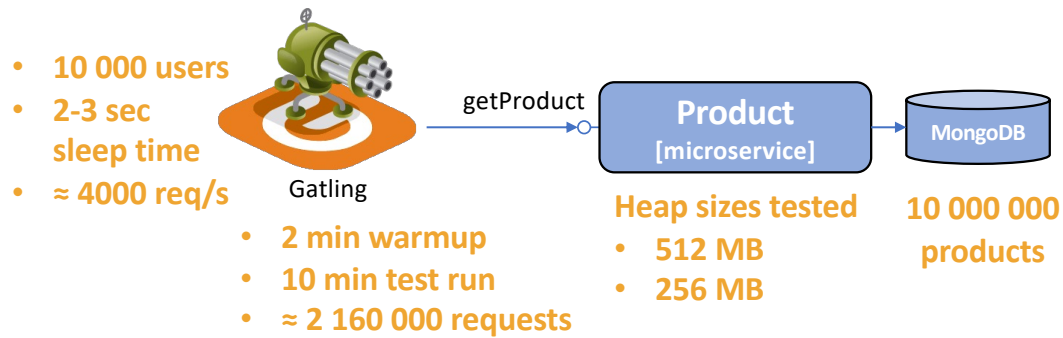 • 10 000 users
• 2-3 sec
sleep time
• ≈ 4000 req/s
Gatling
• 2 min warmup
• 10 min test run
• ≈ 2 160 000 requests
getProduct
Product
[microservice]
Heap sizes tested
• 512 MB
• 256 MB
MongoDB
10 000 000
products